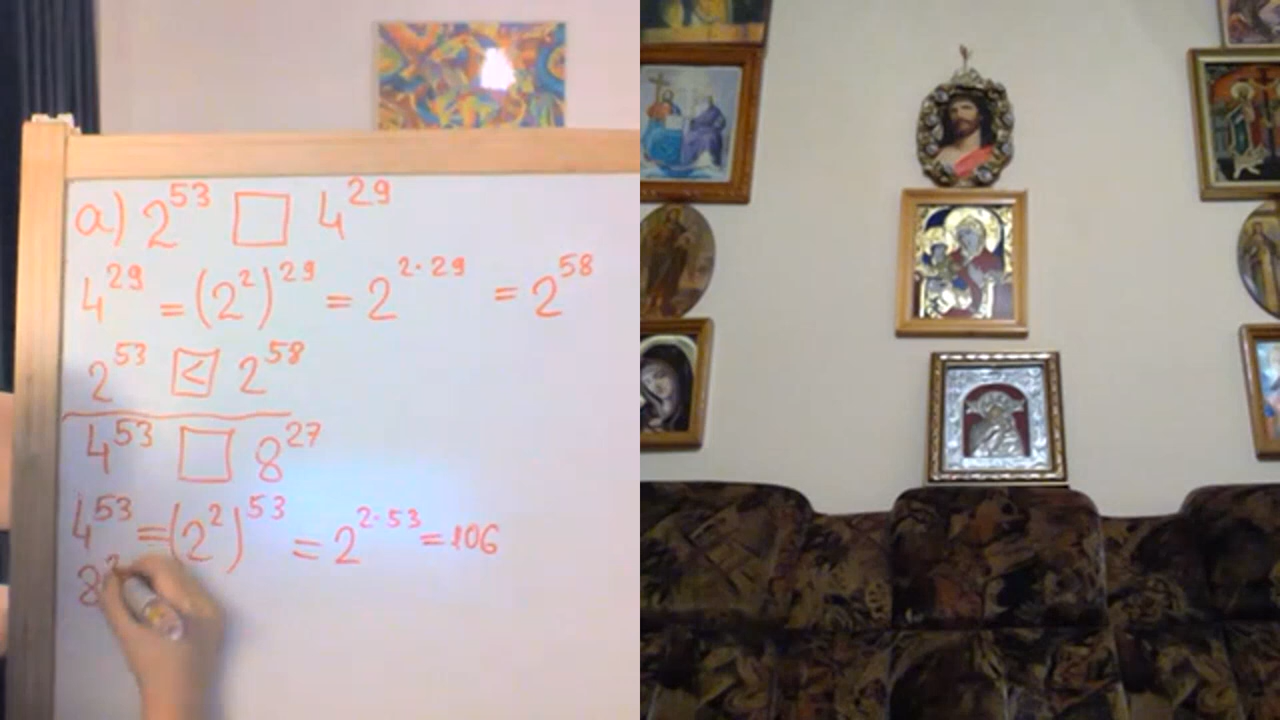 a) 2^53 □ 4^29
4^29 = (2^2)^29 = 2^2·29 = 2^58
2^53 < 2^58
4^53 □ 8^27
4^53 = (2^2)^53 = 2^2·53 = 106
8